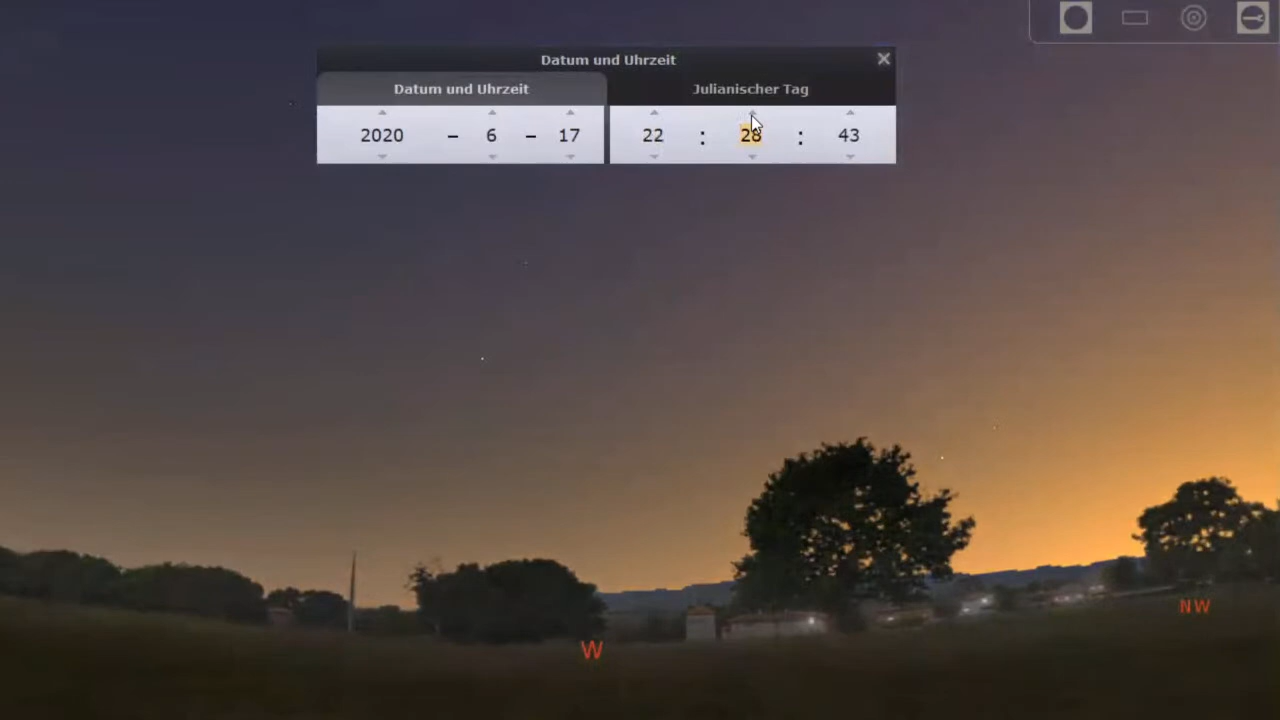 Datum und Uhrzeit
Datum und Uhrzeit Julianischer Tag
2020 – 6 – 17 22 : 28 : 43
NW
W